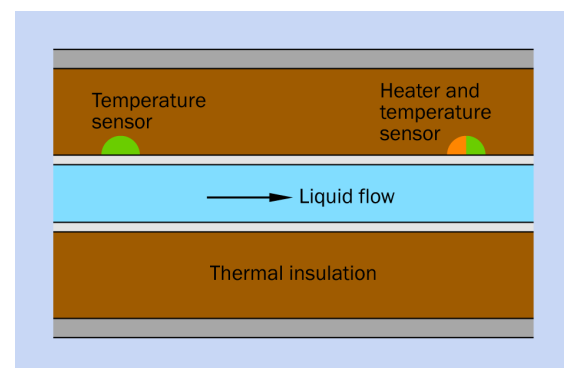 Temperature
sensor
Heater and
temperature
sensor
Liquid flow
Thermal insulation